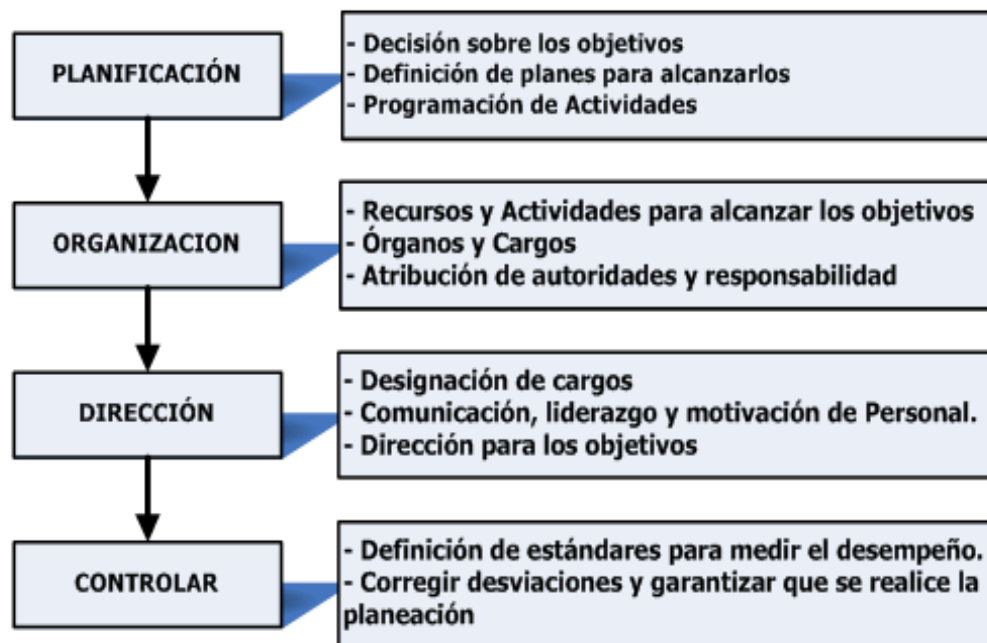 PLANIFICACIÓN
- Decisión sobre los objetivos
- Definición de planes para alcanzarlos
- Programación de Actividades
ORGANIZACION
- Recursos y Actividades para alcanzar los objetivos
- Órganos y Cargos
- Atribución de autoridades y responsabilidad
DIRECCIÓN
- Designación de cargos
- Comunicación, liderazgo y motivación de Personal.
- Dirección para los objetivos
CONTROLAR
- Definición de estándares para medir el desempeño.
- Corregir desviaciones y garantizar que se realice la
planeación